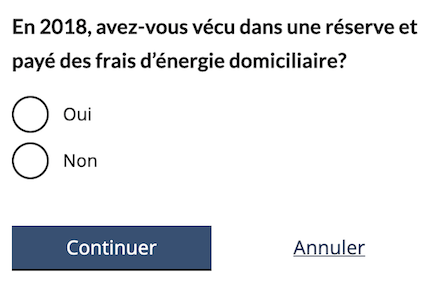 En 2018, avez-vous vécu dans une réserve et
payé des frais d’énergie domiciliaire?
Oui
Non
Continuer
Annuler